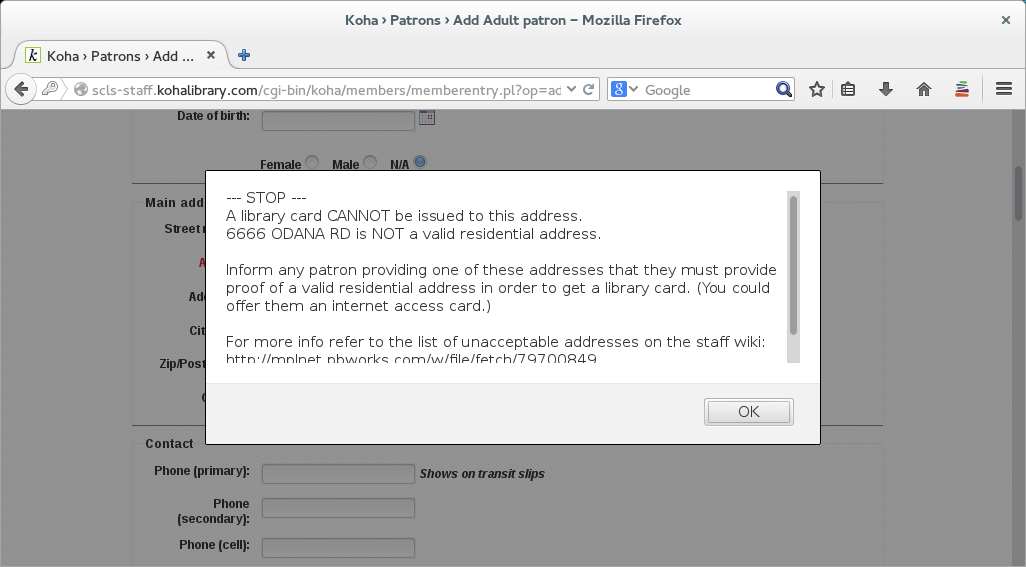 Koha › Patrons › Add Adult patron – Mozilla Firefox
Koha › Patrons › Add ...
scls-staff.kohalibrary.com/cgi-bin/koha/members/memberentry.pl?op=ad
Google
Date of birth:
Female Male N/A
Main add
--- STOP ---
A library card CANNOT be issued to this address.
6666 ODANA RD is NOT a valid residential address.
Inform any patron providing one of these addresses that they must provide
proof of a valid residential address in order to get a library card. (You could
offer them an internet access card.)
For more info refer to the list of unacceptable addresses on the staff wiki:
http://mplnet.pbworks.com/w/file/fetch/79700849
OK
Street
A
Add
Cit
Zip/Post
Contact
Phone (primary): Shows on transit slips
Phone
(secondary):
Phone (cell):